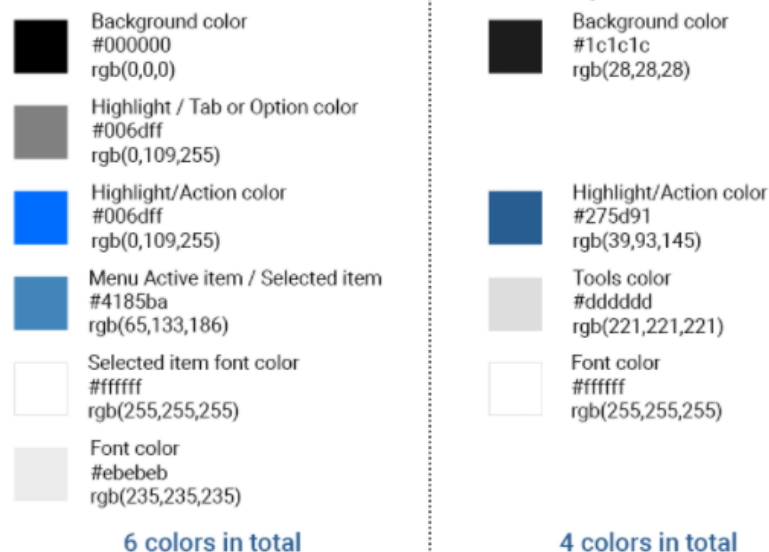 Background color
#000000
rgb(0,0,0)
Highlight / Tab or Option color
#006dff
rgb(0,109,255)
Highlight/Action color
#006dff
rgb(0,109,255)
Menu Active item / Selected item
#4185ba
rgb(65,133,186)
Selected item font color
#ffffff
rgb(255,255,255)
Font color
#ebebeb
rgb(235,235,235)
6 colors in total
Background color
#1c1c1c
rgb(28,28,28)
Highlight/Action color
#275d91
rgb(39,93,145)
Tools color
#dddddd
rgb(221,221,221)
Font color
#ffffff
rgb(255,255,255)
4 colors in total